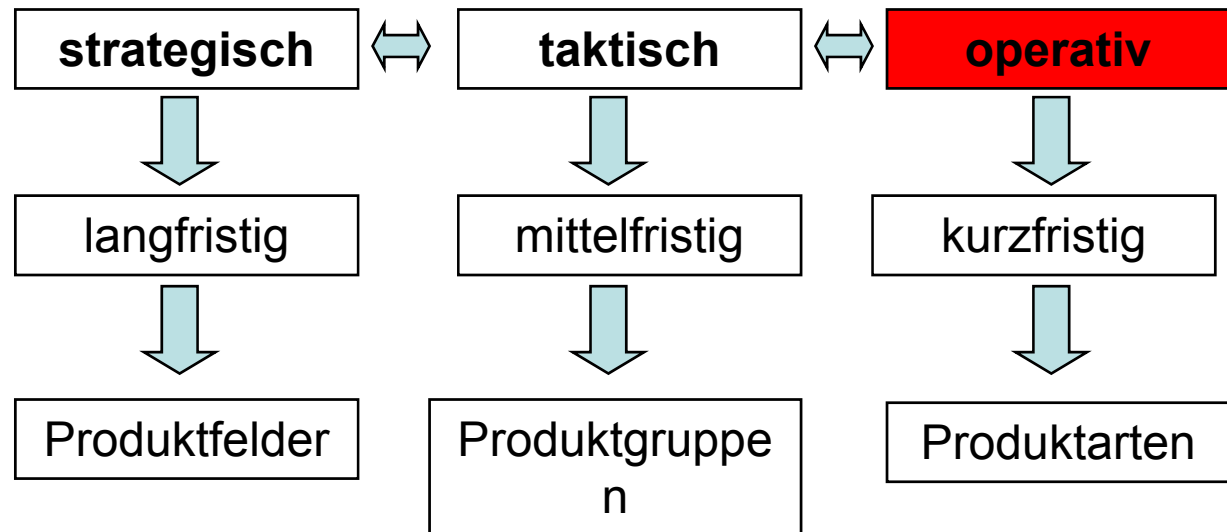 strategisch
taktisch
operativ
langfristig
mittelfristig
kurzfristig
Produktfelder
Produktgruppe
n
Produktarten